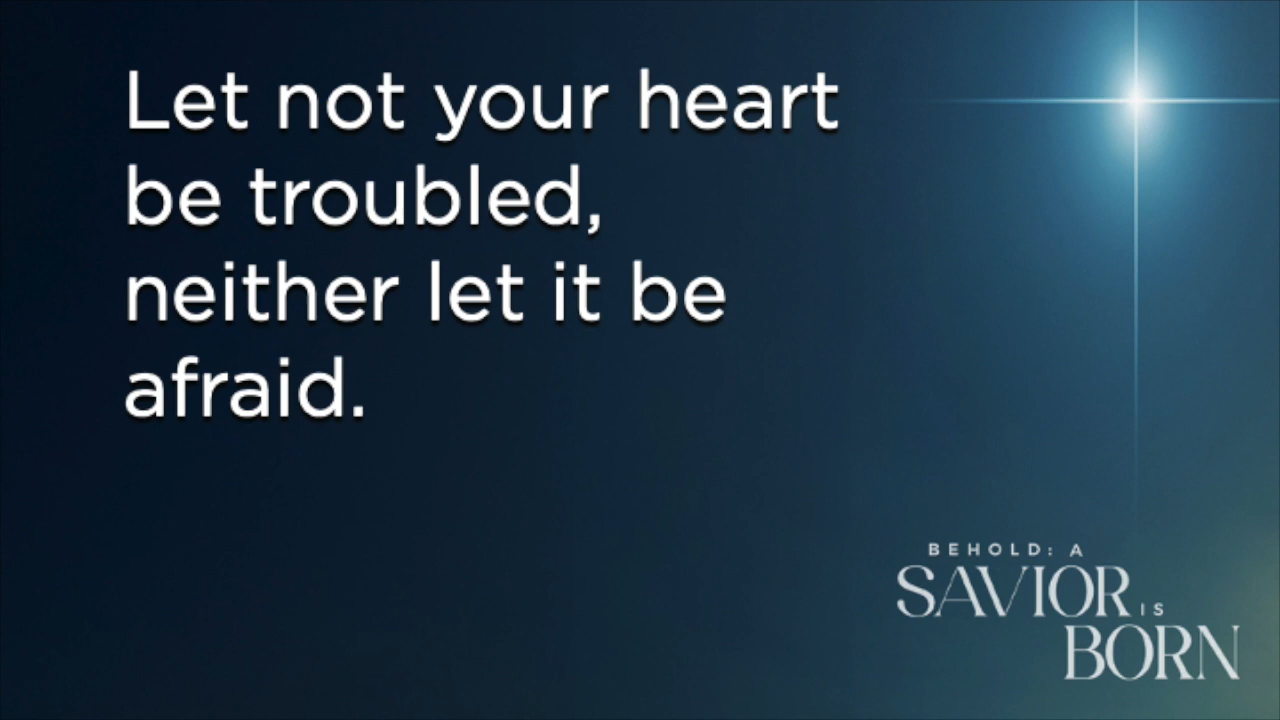 Let not your heart
be troubled,
neither let it be
afraid.
BEHOLD: A
SAVIOR IS
BORN